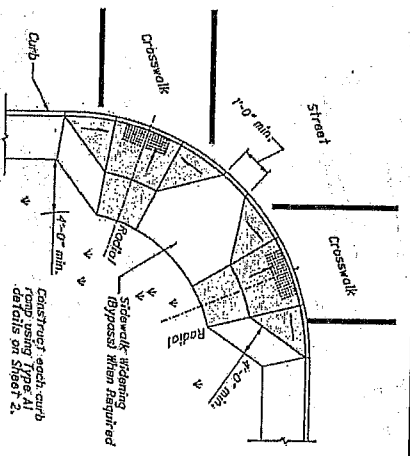 Crosswalk
Curb
Street
1'-0" min.
Crosswalk
Radial
4'-0" min.
Sidewalk Widening
(Bypass) When Required
Radial
4'-0" min.
Construct each curb
ramp using Type A1
details on Sheet 2.